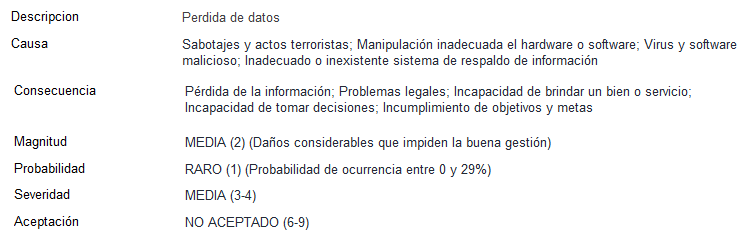 Descripcion Perdida de datos
Causa Sabotajes y actos terroristas; Manipulación inadecuada el hardware o software; Virus y software
malicioso; Inadecuado o inexistente sistema de respaldo de información
Consecuencia Pérdida de la información; Problemas legales; Incapacidad de brindar un bien o servicio;
Incapacidad de tomar decisiones; Incumplimiento de objetivos y metas
Magnitud MEDIA (2) (Daños considerables que impiden la buena gestión)
Probabilidad RARO (1) (Probabilidad de ocurrencia entre 0 y 29%)
Severidad MEDIA (3-4)
Aceptación NO ACEPTADO (6-9)